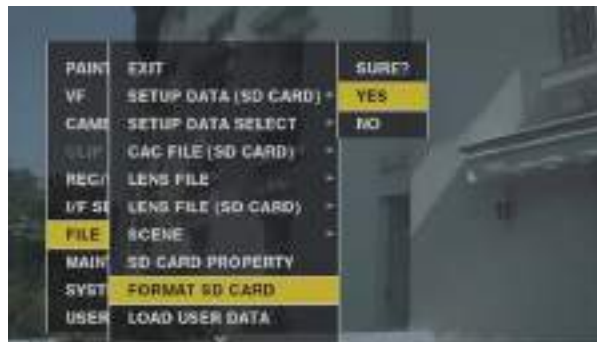 PAINT EXIT SURE?
VF SETUP DATA (SD CARD) YES
CAME SETUP DATA SELECT NO
CLIP CAC FILE (SD CARD)
REC/ LENS FILE
I/F SE LENS FILE (SD CARD)
FILE SCENE
MAIN SD CARD PROPERTY
SYST FORMAT SD CARD
USER LOAD USER DATA